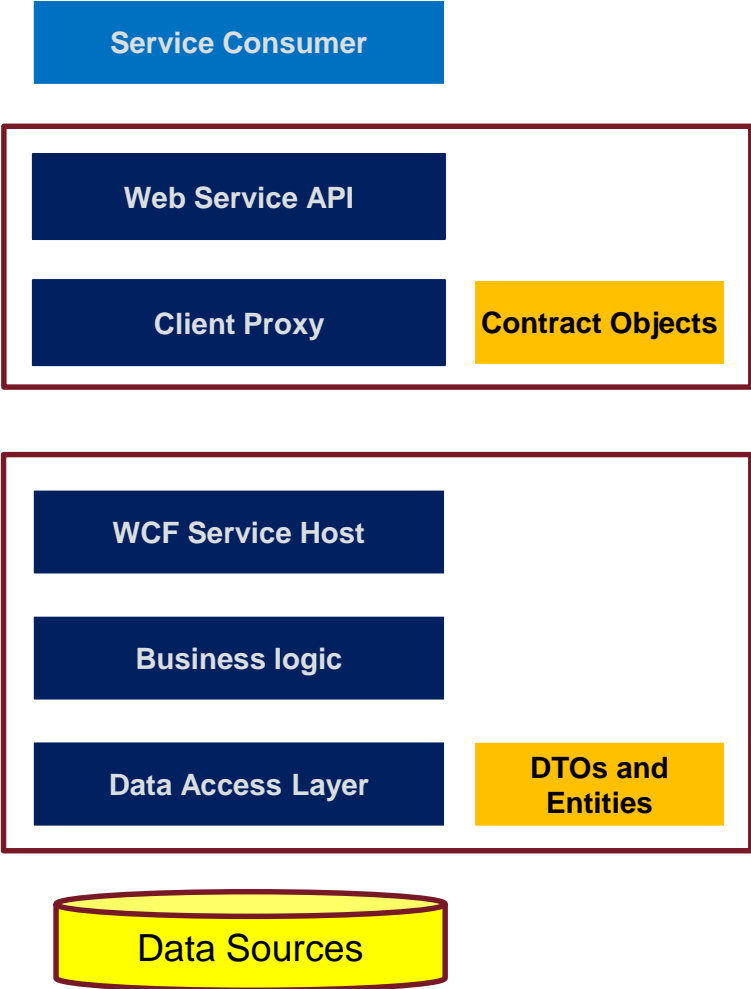 Service Consumer
Web Service API
Client Proxy
Contract Objects
WCF Service Host
Business logic
Data Access Layer
DTOs and
Entities
Data Sources